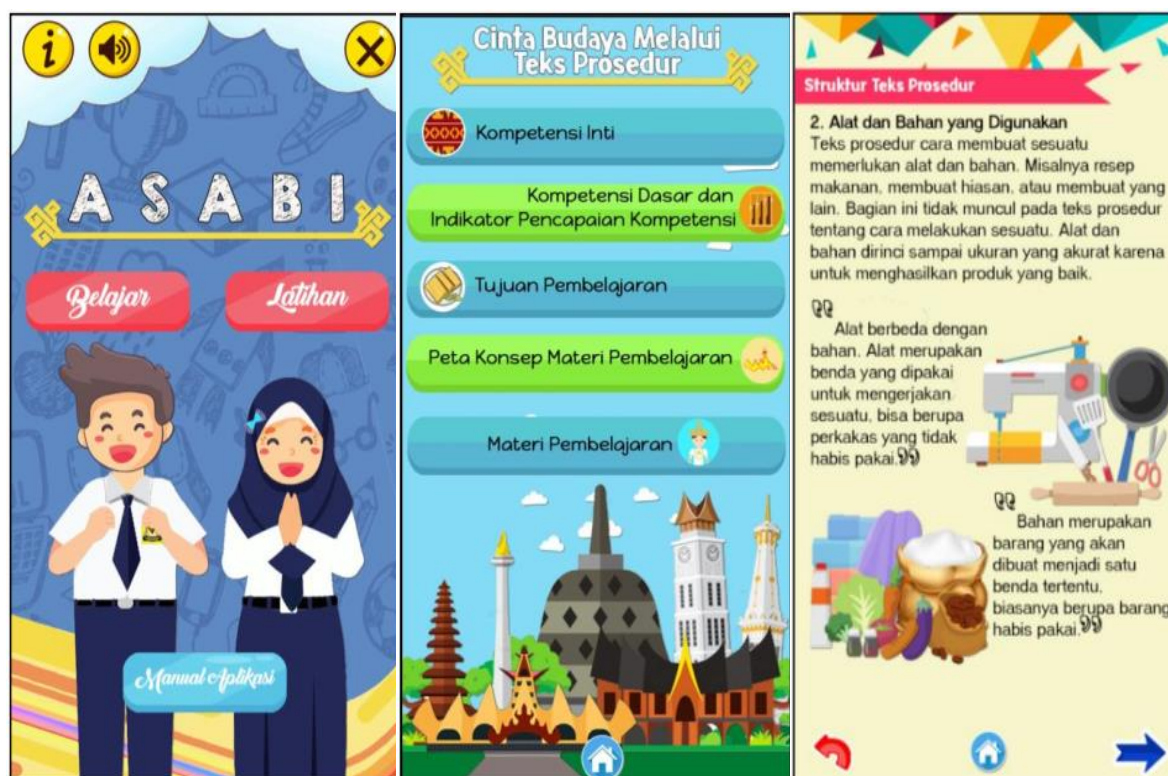 ASABI
Belajar
Latihan
Manual Aplikasi
Cinta Budaya Melalui
Teks Prosedur
Kompetensi Inti
Kompetensi Dasar dan
Indikator Pencapaian Kompetensi
Tujuan Pembelajaran
Peta Konsep Materi Pembelajaran
Materi Pembelajaran
Struktur Teks Prosedur
2. Alat dan Bahan yang Digunakan
Teks prosedur cara membuat sesuatu
memerlukan alat dan bahan. Misalnya resep
makanan, membuat hiasan, atau membuat yang
lain. Bagian ini tidak muncul pada teks prosedur
tentang cara melakukan sesuatu. Alat dan
bahan dirinci sampai ukuran yang akurat karena
untuk menghasilkan produk yang baik.
Alat berbeda dengan
bahan. Alat merupakan
benda yang dipakai
untuk mengerjakan
sesuatu, bisa berupa
perkakas yang tidak
habis pakai.
Bahan merupakan
barang yang akan
dibuat menjadi satu
benda tertentu,
biasanya berupa barang
habis pakai.